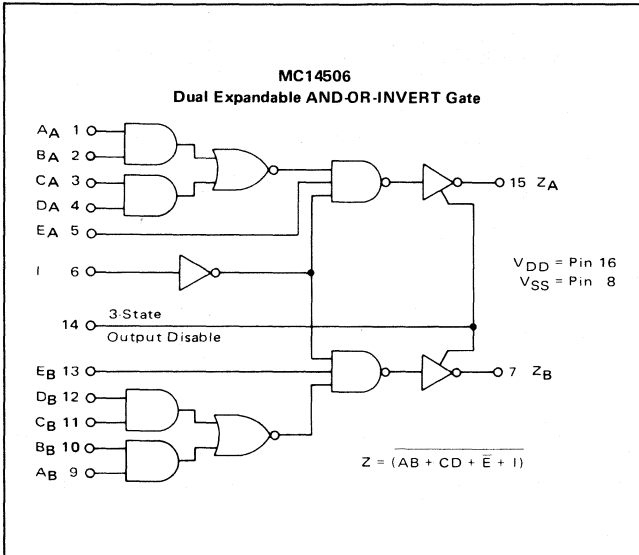 MC14506
Dual Expandable AND-OR-INVERT Gate
AA 1
BA 2
CA 3
DA 4
EA 5
I 6
15 ZA
VDD = Pin 16
VSS = Pin 8
14 3-State
Output Disable
EB 13
DB 12
CB 11
BB 10
AB 9
7 ZB
Z = (AB + CD + E̅ + I)